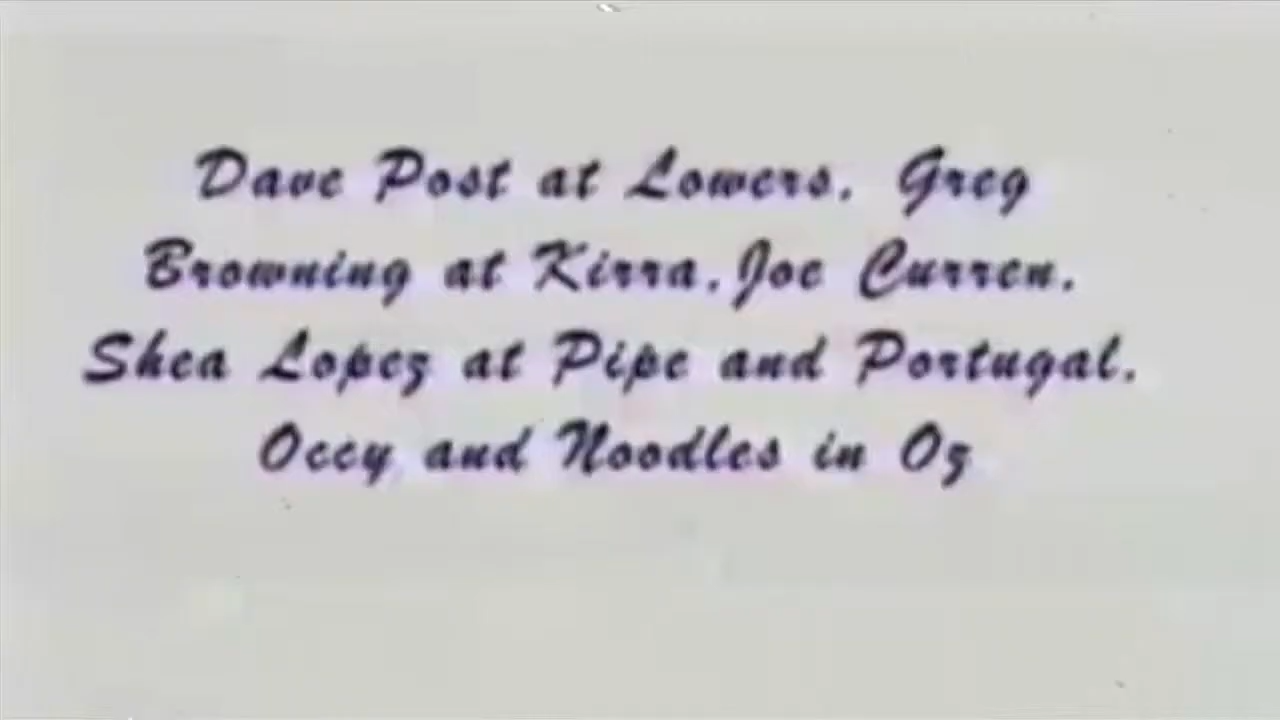 Dave Post at Lowers, Greg
Browning at Kirra, Joe Curren,
Shea Lopez at Pipe and Portugal,
Occy and Noodles in Oz